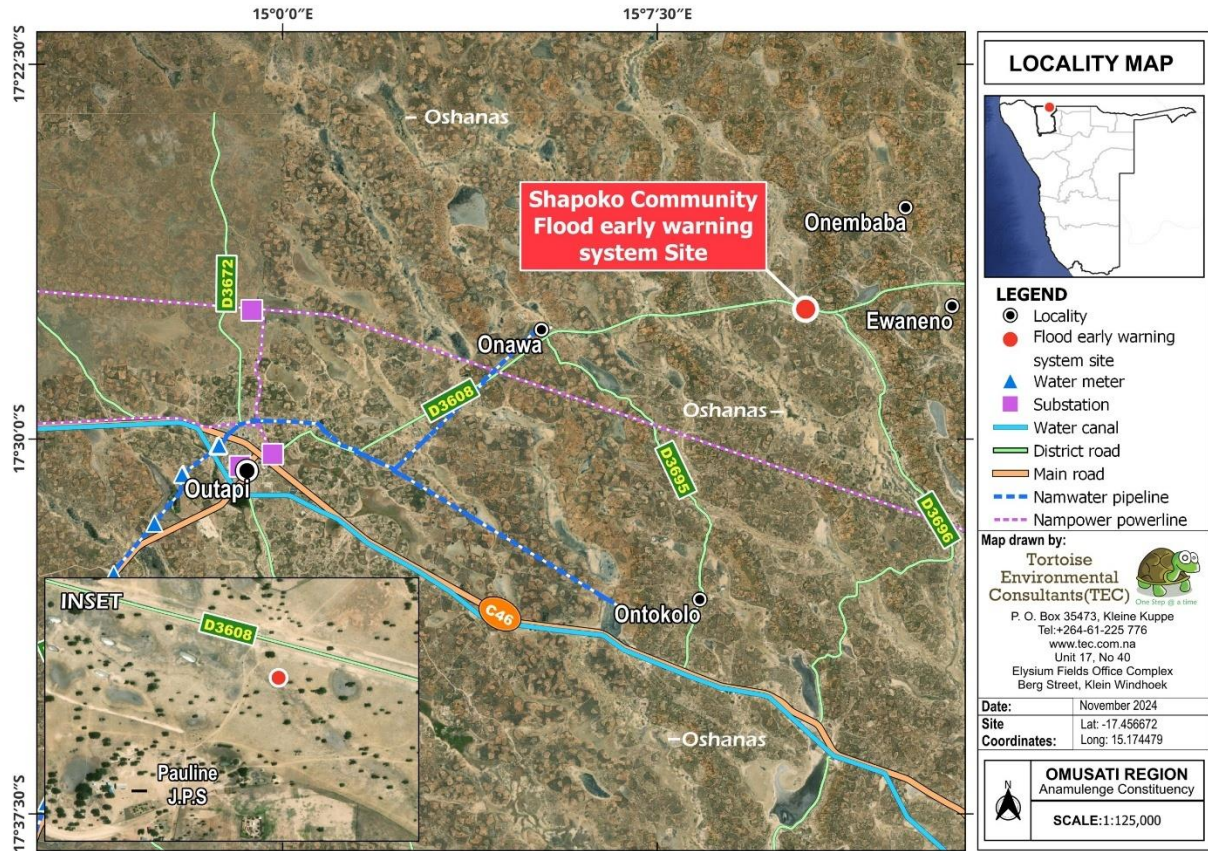 15°0'0"E
15°7'30"E
17°22'30"S
17°30'0"S
17°37'30"S
Oshanas
Shapoko Community
Flood early warning
system Site
Onembaba
D3672
Ewaneno
Onawa
D3608
Oshanas
D3695
D3696
Outapi
C46
Ontokolo
Oshanas
INSET
D3608
Pauline
J.P.S
LOCALITY MAP
LEGEND
Locality
Flood early warning
system site
Water meter
Substation
Water canal
District road
Main road
Namwater pipeline
Nampower powerline
Map drawn by:
Tortoise
Environmental
Consultants(TEC)
One Step @ a time
P. O. Box 35473, Kleine Kuppe
Tel:+264-61-225 776
www.tec.com.na
Unit 17, No 40
Elysium Fields Office Complex
Berg Street, Klein Windhoek
Date: November 2024
Site Lat: -17.456672
Coordinates: Long: 15.174479
N
OMUSATI REGION
Anamulenge Constituency
SCALE:1:125,000